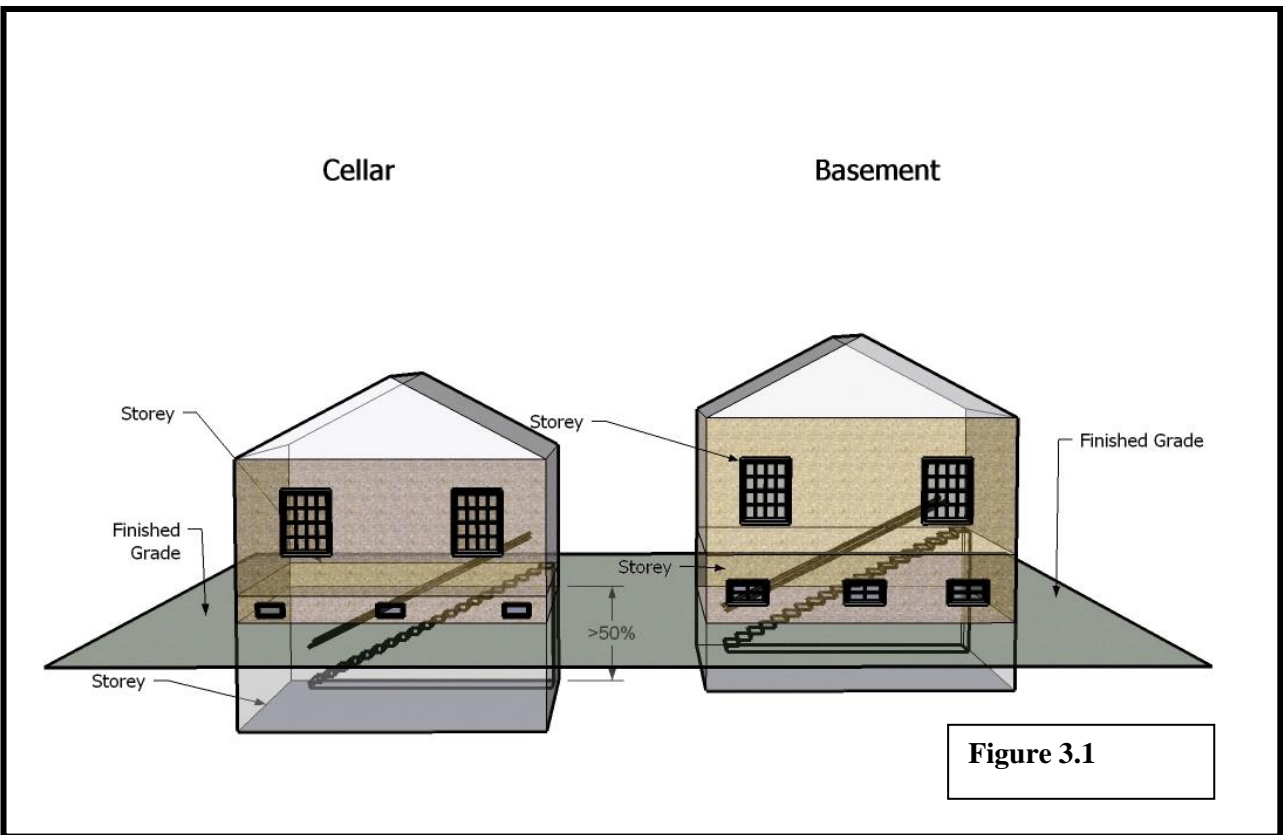 Cellar
Basement
Storey
Storey
Finished Grade
Finished
Grade
Storey
>50%
Storey
Figure 3.1